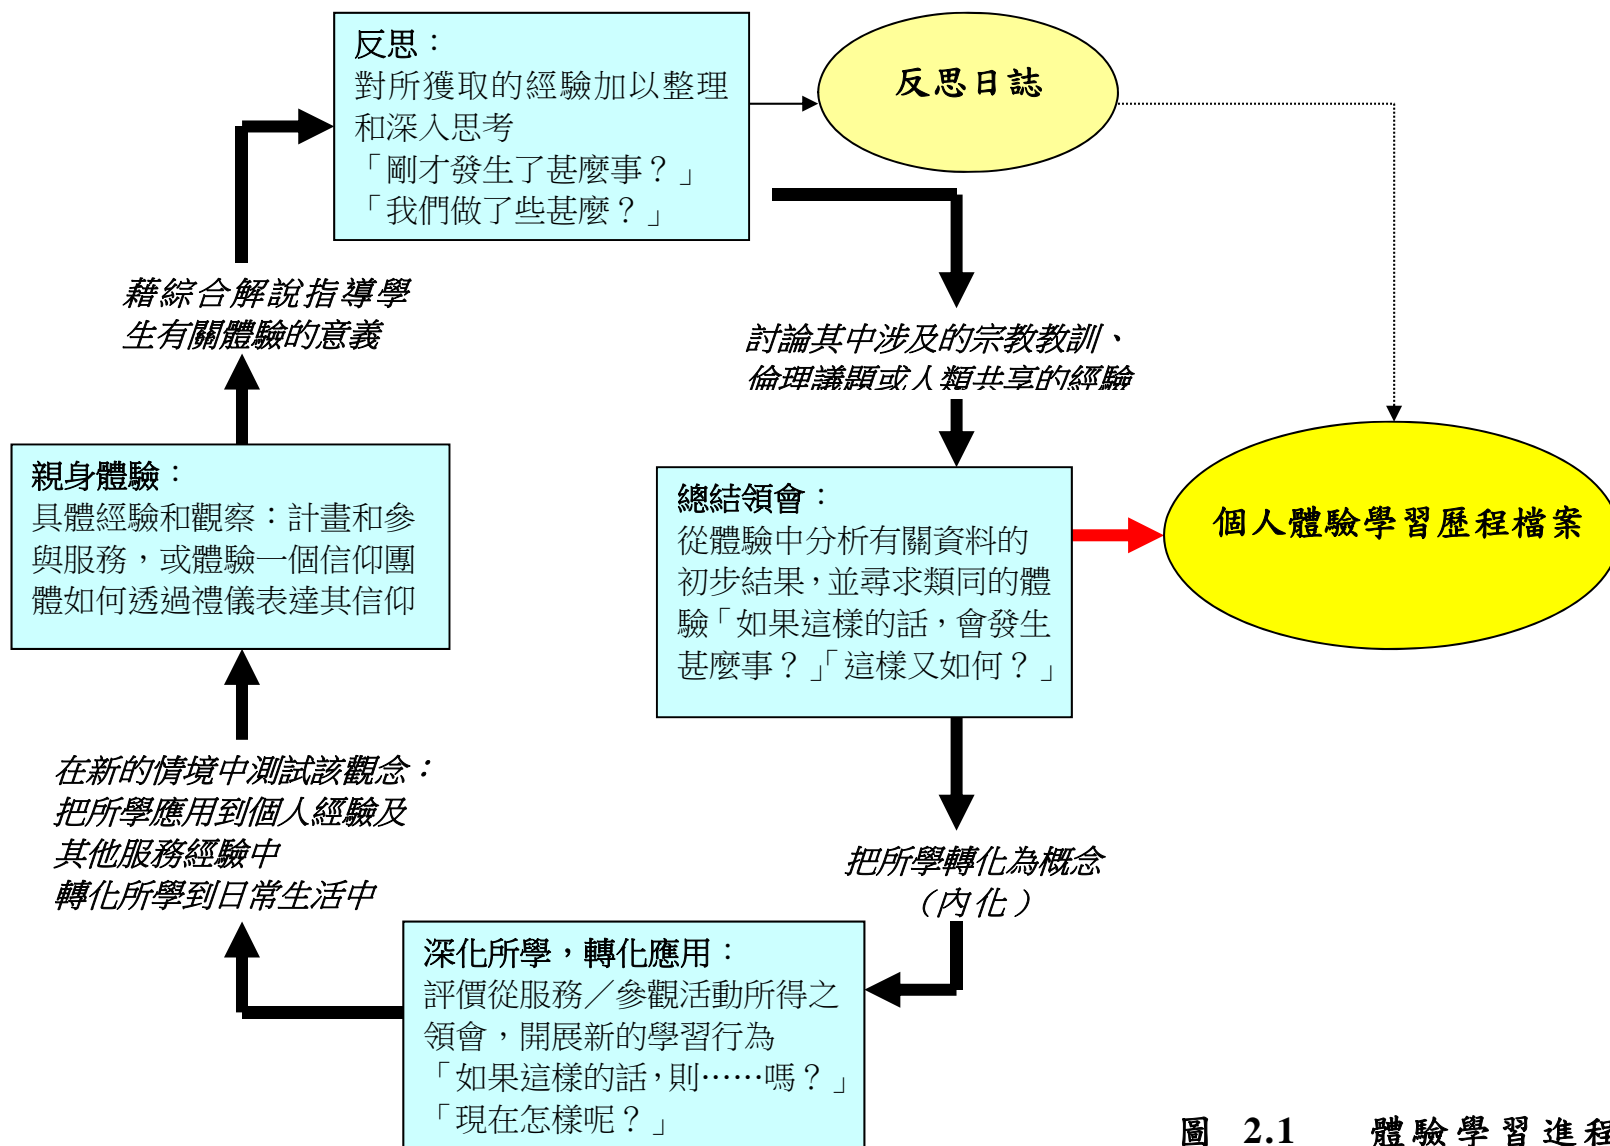 反思：
對所獲取的經驗加以整理
和深入思考
「剛才發生了甚麼事？」
「我們做了些甚麼？」
反思日誌
藉綜合解說指導學
生有關體驗的意義
討論其中涉及的宗教教訓、
倫理議題或人類共享的經驗
親身體驗：
具體經驗和觀察：計畫和參
與服務，或體驗一個信仰團
體如何透過禮儀表達其信仰
總結領會：
從體驗中分析有關資料的
初步結果，並尋求類同的體
驗「如果這樣的話，會發生
甚麼事？」「這樣又如何？」
個人體驗學習歷程檔案
在新的情境中測試該觀念：
把所學應用到個人經驗及
其他服務經驗中
轉化所學到日常生活中
把所學轉化為概念
（內化）
深化所學，轉化應用：
評價從服務／參觀活動所得之
領會，開展新的學習行為
「如果這樣的話，則……嗎？」
「現在怎樣呢？」
圖 2.1 體驗學習進程